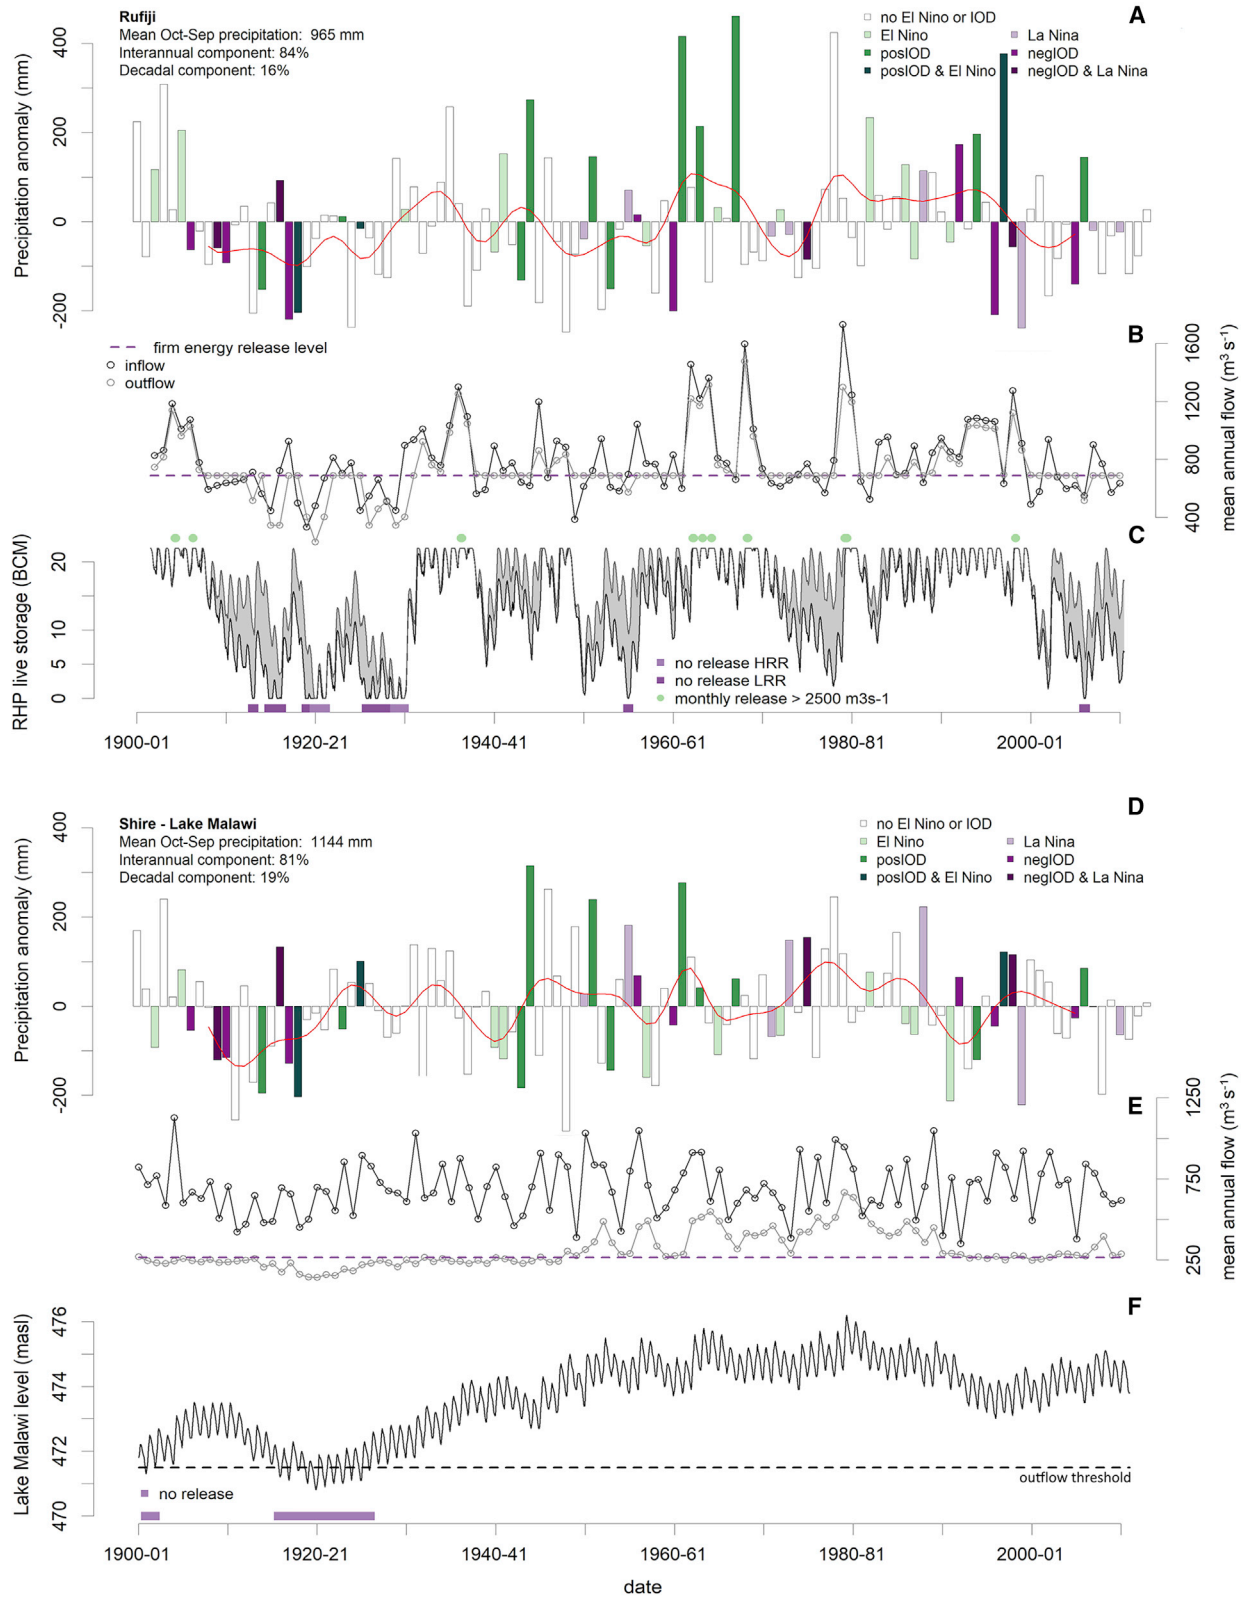 A
Rufiji
Mean Oct-Sep precipitation: 965 mm
Interannual component: 84%
Decadal component: 16%
no El Nino or IOD
El Nino
La Nina
posIOD
negIOD
posIOD & El Nino
negIOD & La Nina
Precipitation anomaly (mm)
400
200
0
-200
B
firm energy release level
inflow
outflow
mean annual flow (m³ s⁻¹)
1600
1200
800
400
C
RHP live storage (BCM)
20
10
5
0
no release HRR
no release LRR
monthly release > 2500 m3s-1
1900-01
1920-21
1940-41
1960-61
1980-81
2000-01
D
Shire - Lake Malawi
Mean Oct-Sep precipitation: 1144 mm
Interannual component: 81%
Decadal component: 19%
no El Nino or IOD
El Nino
La Nina
posIOD
negIOD
posIOD & El Nino
negIOD & La Nina
Precipitation anomaly (mm)
400
200
0
-200
E
mean annual flow (m³ s⁻¹)
1250
750
250
F
Lake Malawi level (masl)
476
474
472
470
outflow threshold
no release
1900-01
1920-21
1940-41
1960-61
1980-81
2000-01
date